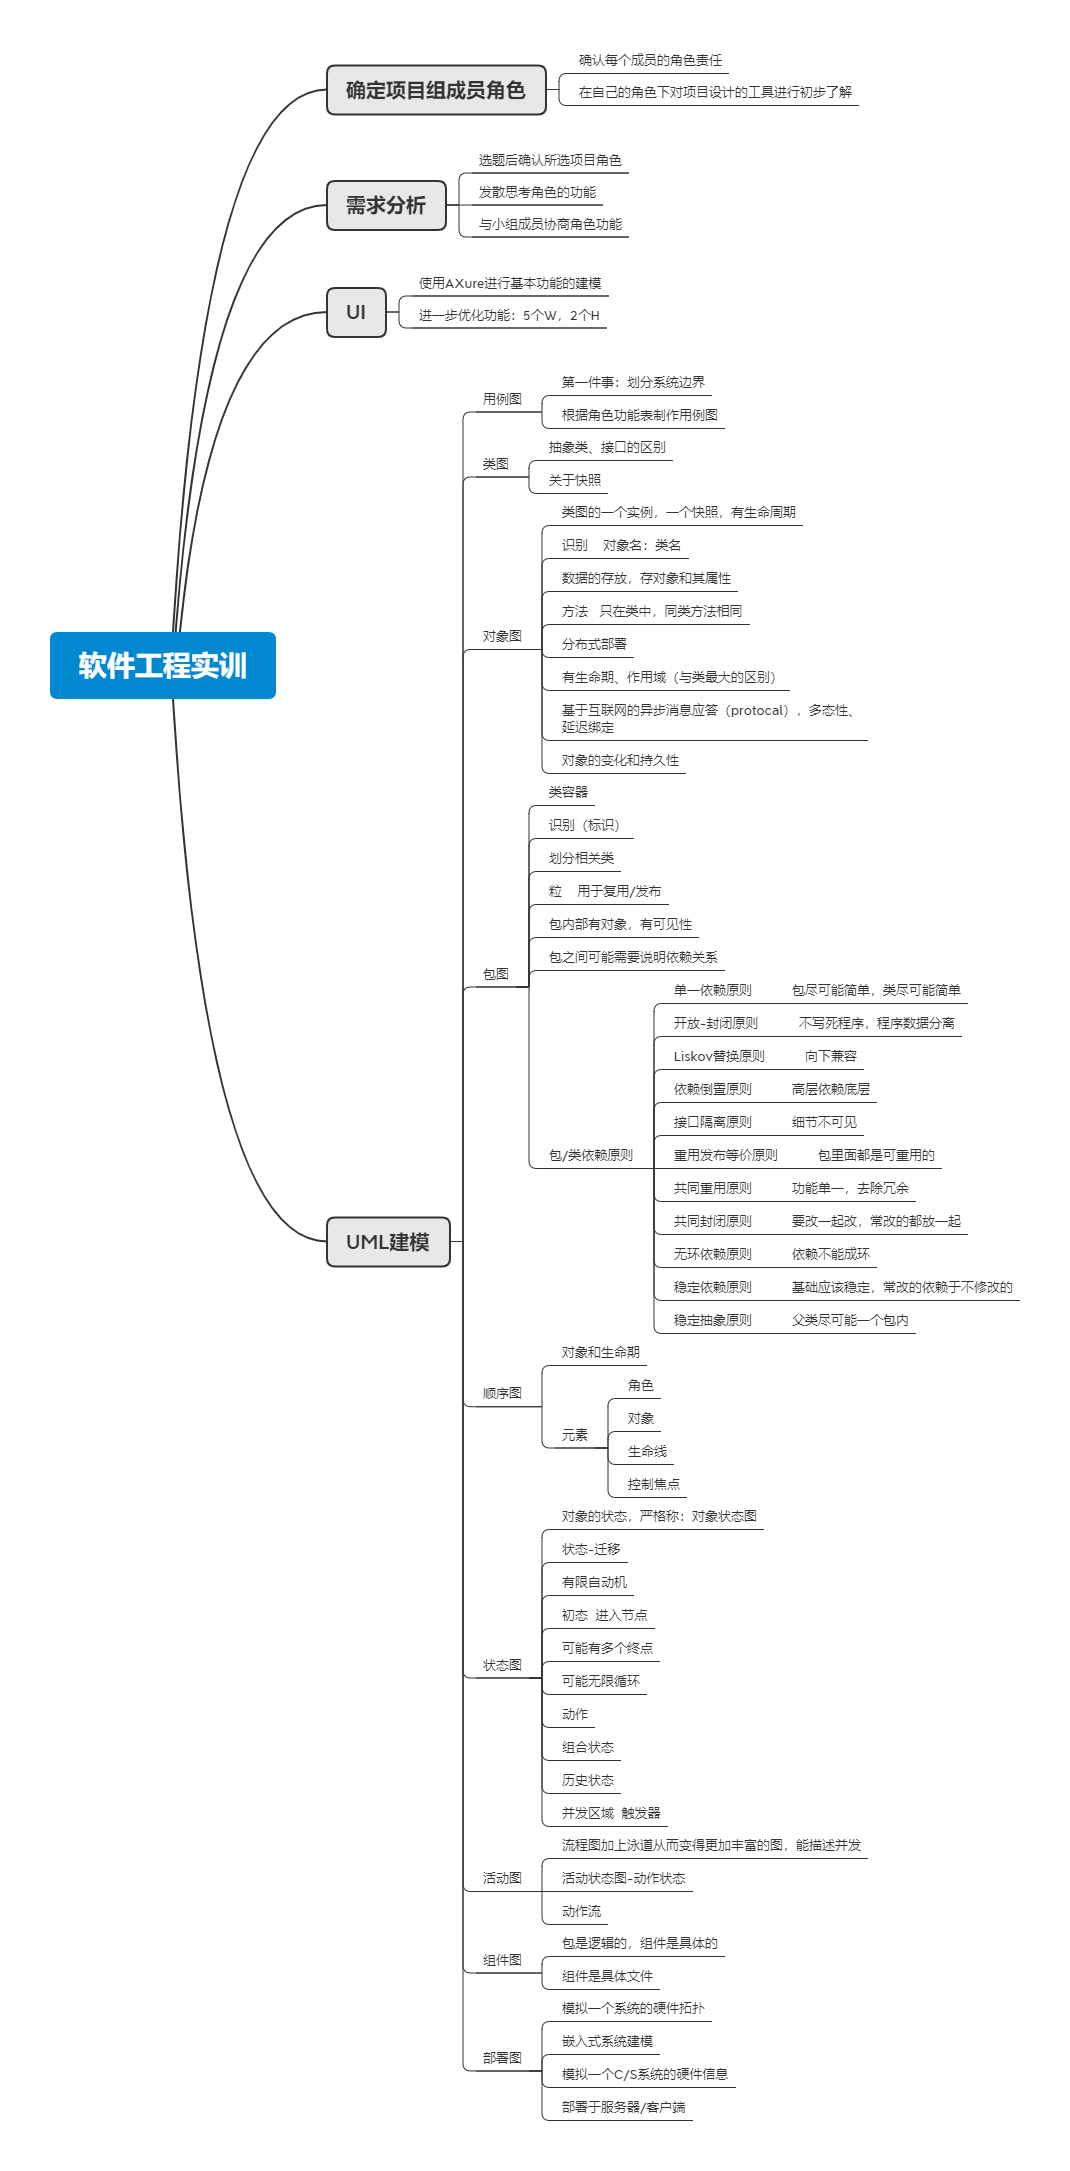 软件工程实训
确定项目组成员角色
确认每个成员的角色责任
在自己的角色下对项目设计的工具进行初步了解
需求分析
选题后确认所选项目角色
发散思考角色的功能
与小组成员协商角色功能
UI
使用AXure进行基本功能的建模
进一步优化功能：5个W，2个H
UML建模
用例图
第一件事：划分系统边界
根据角色功能表制作用例图
类图
抽象类、接口的区别
关于快照
对象图
类图的一个实例，一个快照，有生命周期
识别 对象名：类名
数据的存放，存对象和其属性
方法 只在类中，同类方法相同
分布式部署
有生命期、作用域（与类最大的区别）
基于互联网的异步消息应答（protocal），多态性、
延迟绑定
对象的变化和持久性
包图
类容器
识别（标识）
划分相关类
粒 用于复用/发布
包内部有对象，有可见性
包之间可能需要说明依赖关系
包/类依赖原则
单一依赖原则 包尽可能简单，类尽可能简单
开放-封闭原则 不写死程序，程序数据分离
Liskov替换原则 向下兼容
依赖倒置原则 高层依赖底层
接口隔离原则 细节不可见
重用发布等价原则 包里面都是可重用的
共同重用原则 功能单一，去除冗余
共同封闭原则 要改一起改，常改的都放一起
无环依赖原则 依赖不能成环
稳定依赖原则 基础应该稳定，常改的依赖于不修改的
稳定抽象原则 父类尽可能一个包内
顺序图
对象和生命期
元素
角色
对象
生命线
控制焦点
状态图
对象的状态，严格称：对象状态图
状态-迁移
有限自动机
初态 进入节点
可能有多个终点
可能无限循环
动作
组合状态
历史状态
并发区域 触发器
活动图
流程图加上泳道从而变得更加丰富的图，能描述并发
活动状态图-动作状态
动作流
组件图
包是逻辑的，组件是具体的
组件是具体文件
部署图
模拟一个系统的硬件拓扑
嵌入式系统建模
模拟一个C/S系统的硬件信息
部署于服务器/客户端